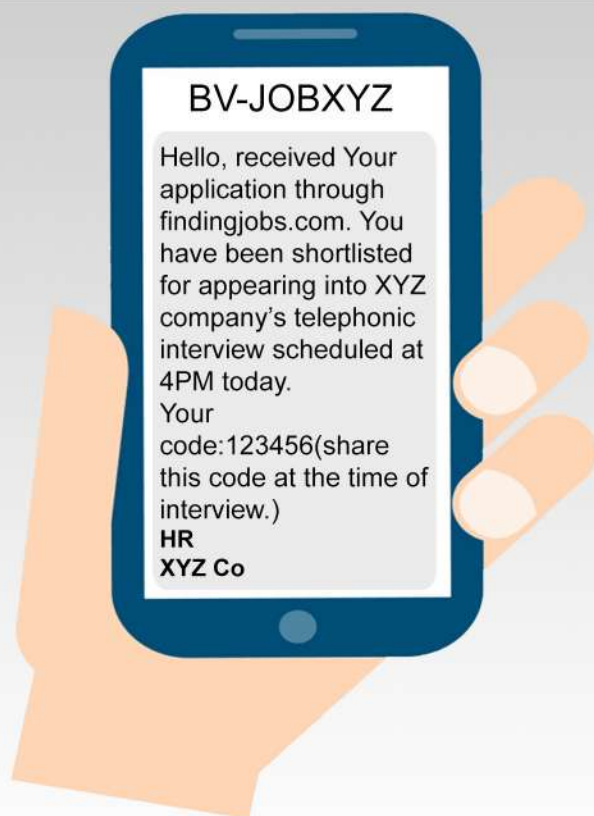 BV-JOBXYZ
Hello, received Your
application through
findingjobs.com. You
have been shortlisted
for appearing into XYZ
company’s telephonic
interview scheduled at
4PM today.
Your
code:123456(share
this code at the time of
interview.)
HR
XYZ Co